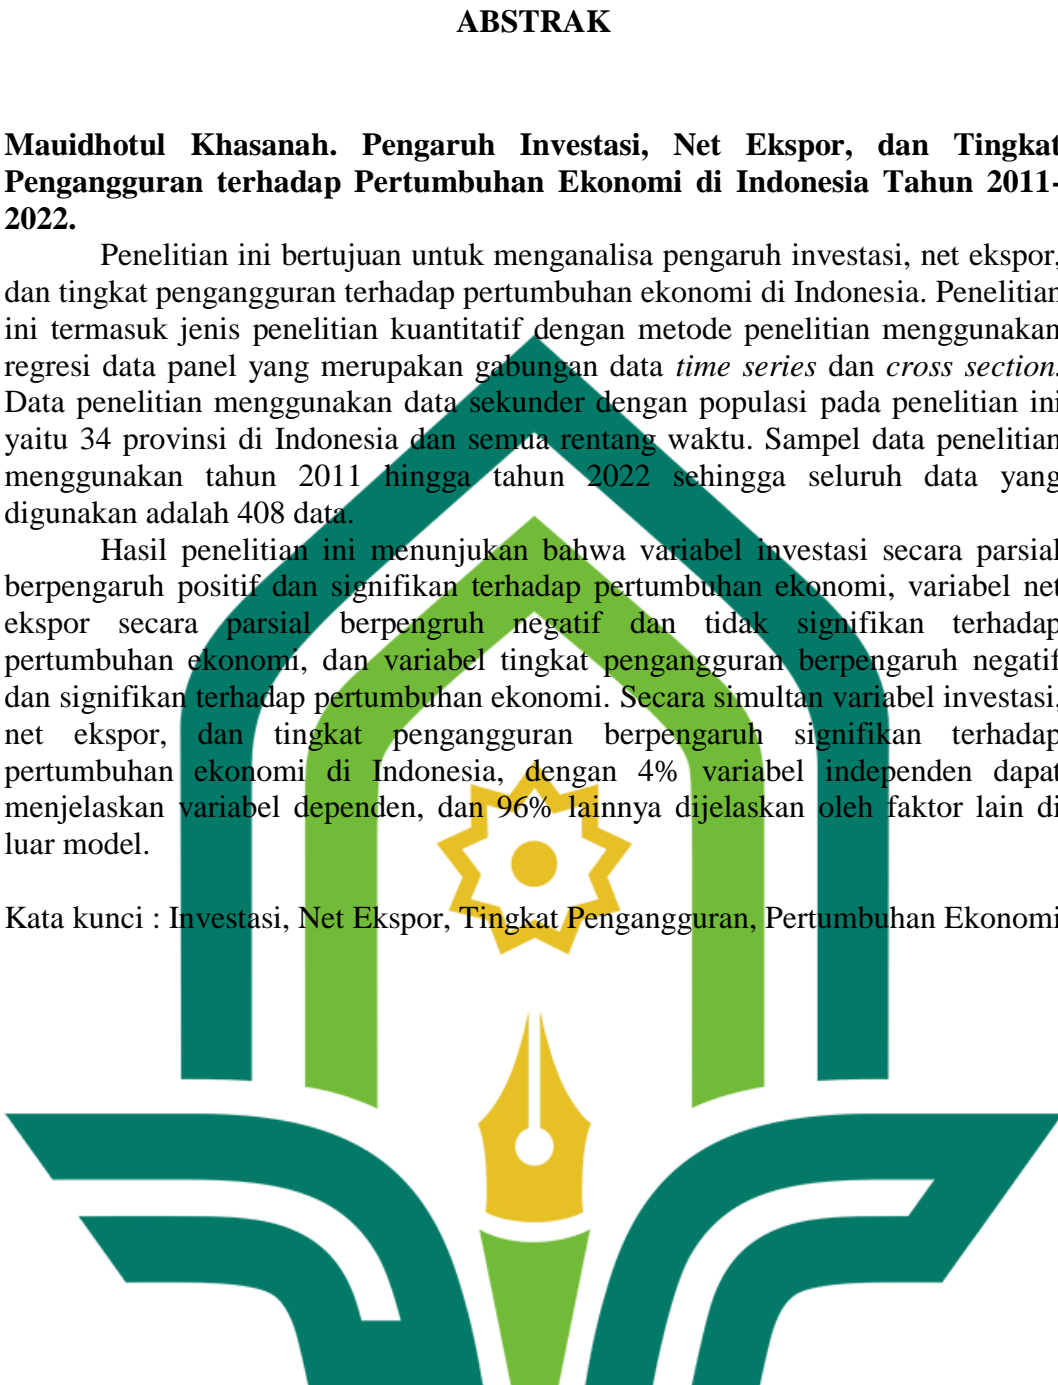 ABSTRAK
Mauidhotul Khasanah. Pengaruh Investasi, Net Ekspor, dan Tingkat
Pengangguran terhadap Pertumbuhan Ekonomi di Indonesia Tahun 2011-
2022.
Penelitian ini bertujuan untuk menganalisa pengaruh investasi, net ekspor,
dan tingkat pengangguran terhadap pertumbuhan ekonomi di Indonesia. Penelitian
ini termasuk jenis penelitian kuantitatif dengan metode penelitian menggunakan
regresi data panel yang merupakan gabungan data time series dan cross section.
Data penelitian menggunakan data sekunder dengan populasi pada penelitian ini
yaitu 34 provinsi di Indonesia dan semua rentang waktu. Sampel data penelitian
menggunakan tahun 2011 hingga tahun 2022 sehingga seluruh data yang
digunakan adalah 408 data.
Hasil penelitian ini menunjukan bahwa variabel investasi secara parsial
berpengaruh positif dan signifikan terhadap pertumbuhan ekonomi, variabel net
ekspor secara parsial berpengruh negatif dan tidak signifikan terhadap
pertumbuhan ekonomi, dan variabel tingkat pengangguran berpengaruh negatif
dan signifikan terhadap pertumbuhan ekonomi. Secara simultan variabel investasi,
net ekspor, dan tingkat pengangguran berpengaruh signifikan terhadap
pertumbuhan ekonomi di Indonesia, dengan 4% variabel independen dapat
menjelaskan variabel dependen, dan 96% lainnya dijelaskan oleh faktor lain di
luar model.
Kata kunci : Investasi, Net Ekspor, Tingkat Pengangguran, Pertumbuhan Ekonomi